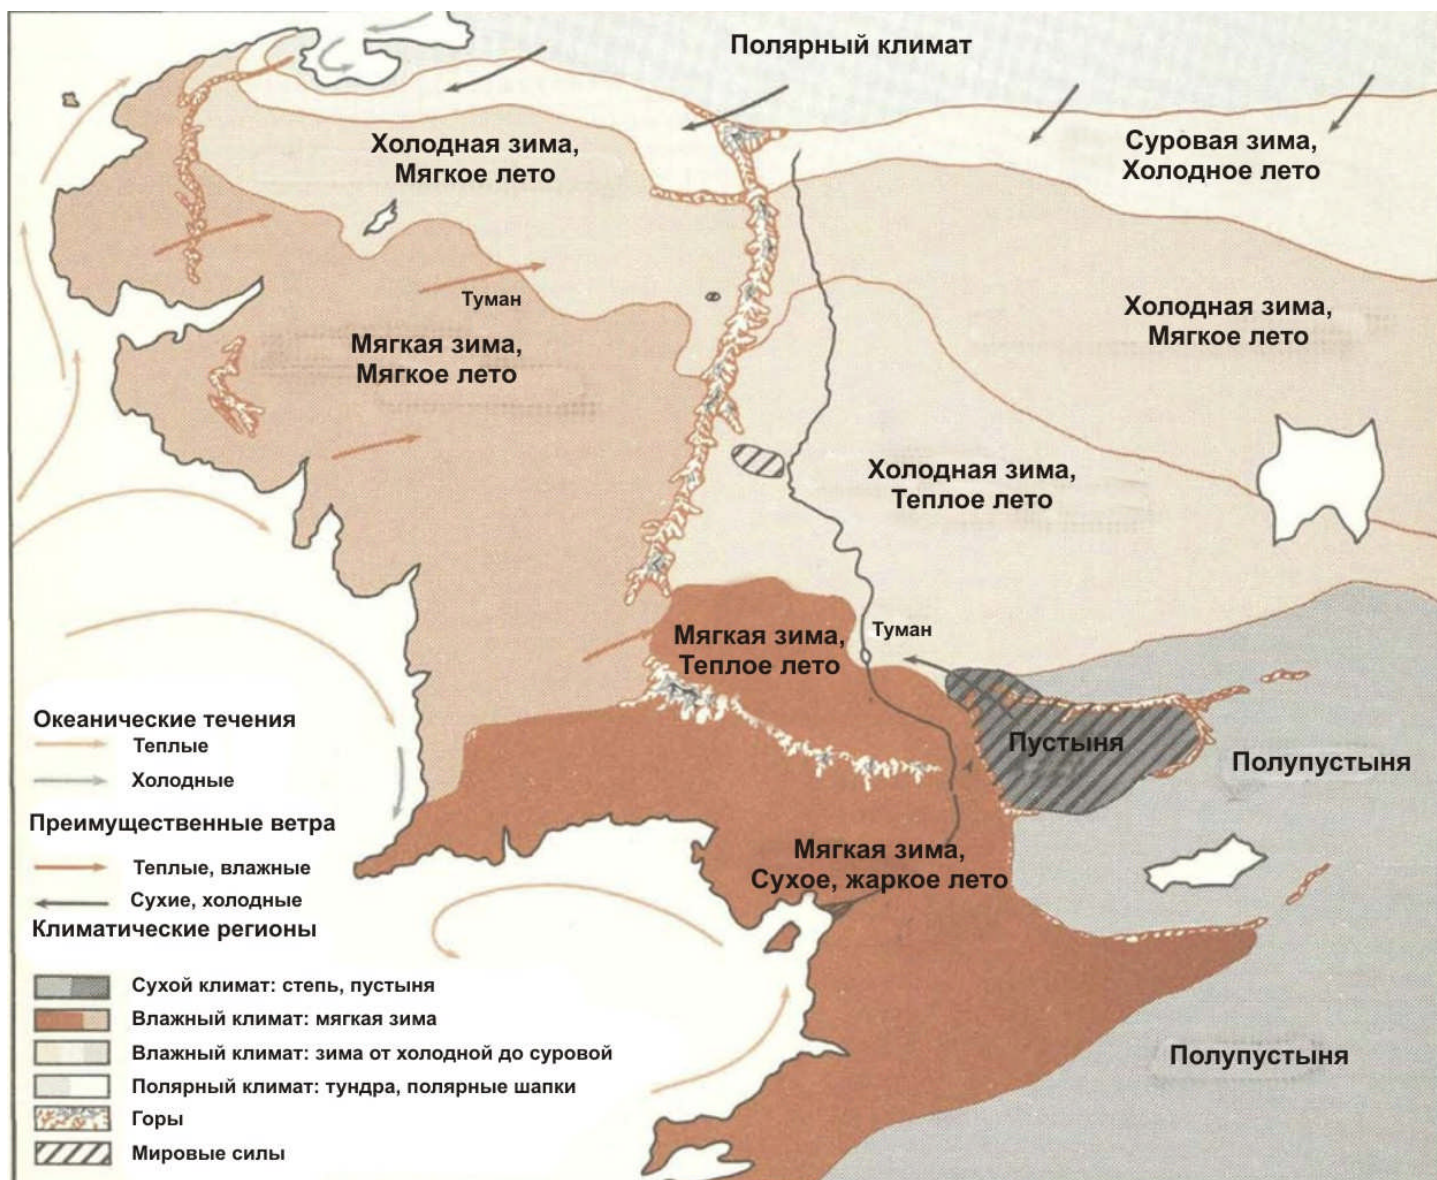 Полярный климат
Холодная зима,
Мягкое лето
Суровая зима,
Холодное лето
Туман
Холодная зима,
Мягкое лето
Мягкая зима,
Мягкое лето
Холодная зима,
Теплое лето
Мягкая зима,
Теплое лето
Туман
Пустыня
Полупустыня
Мягкая зима,
Сухое, жаркое лето
Полупустыня
Океанические течения
Теплые
Холодные
Преимущественные ветра
Теплые, влажные
Сухие, холодные
Климатические регионы
Сухой климат: степь, пустыня
Влажный климат: мягкая зима
Влажный климат: зима от холодной до суровой
Полярный климат: тундра, полярные шапки
Горы
Мировые силы